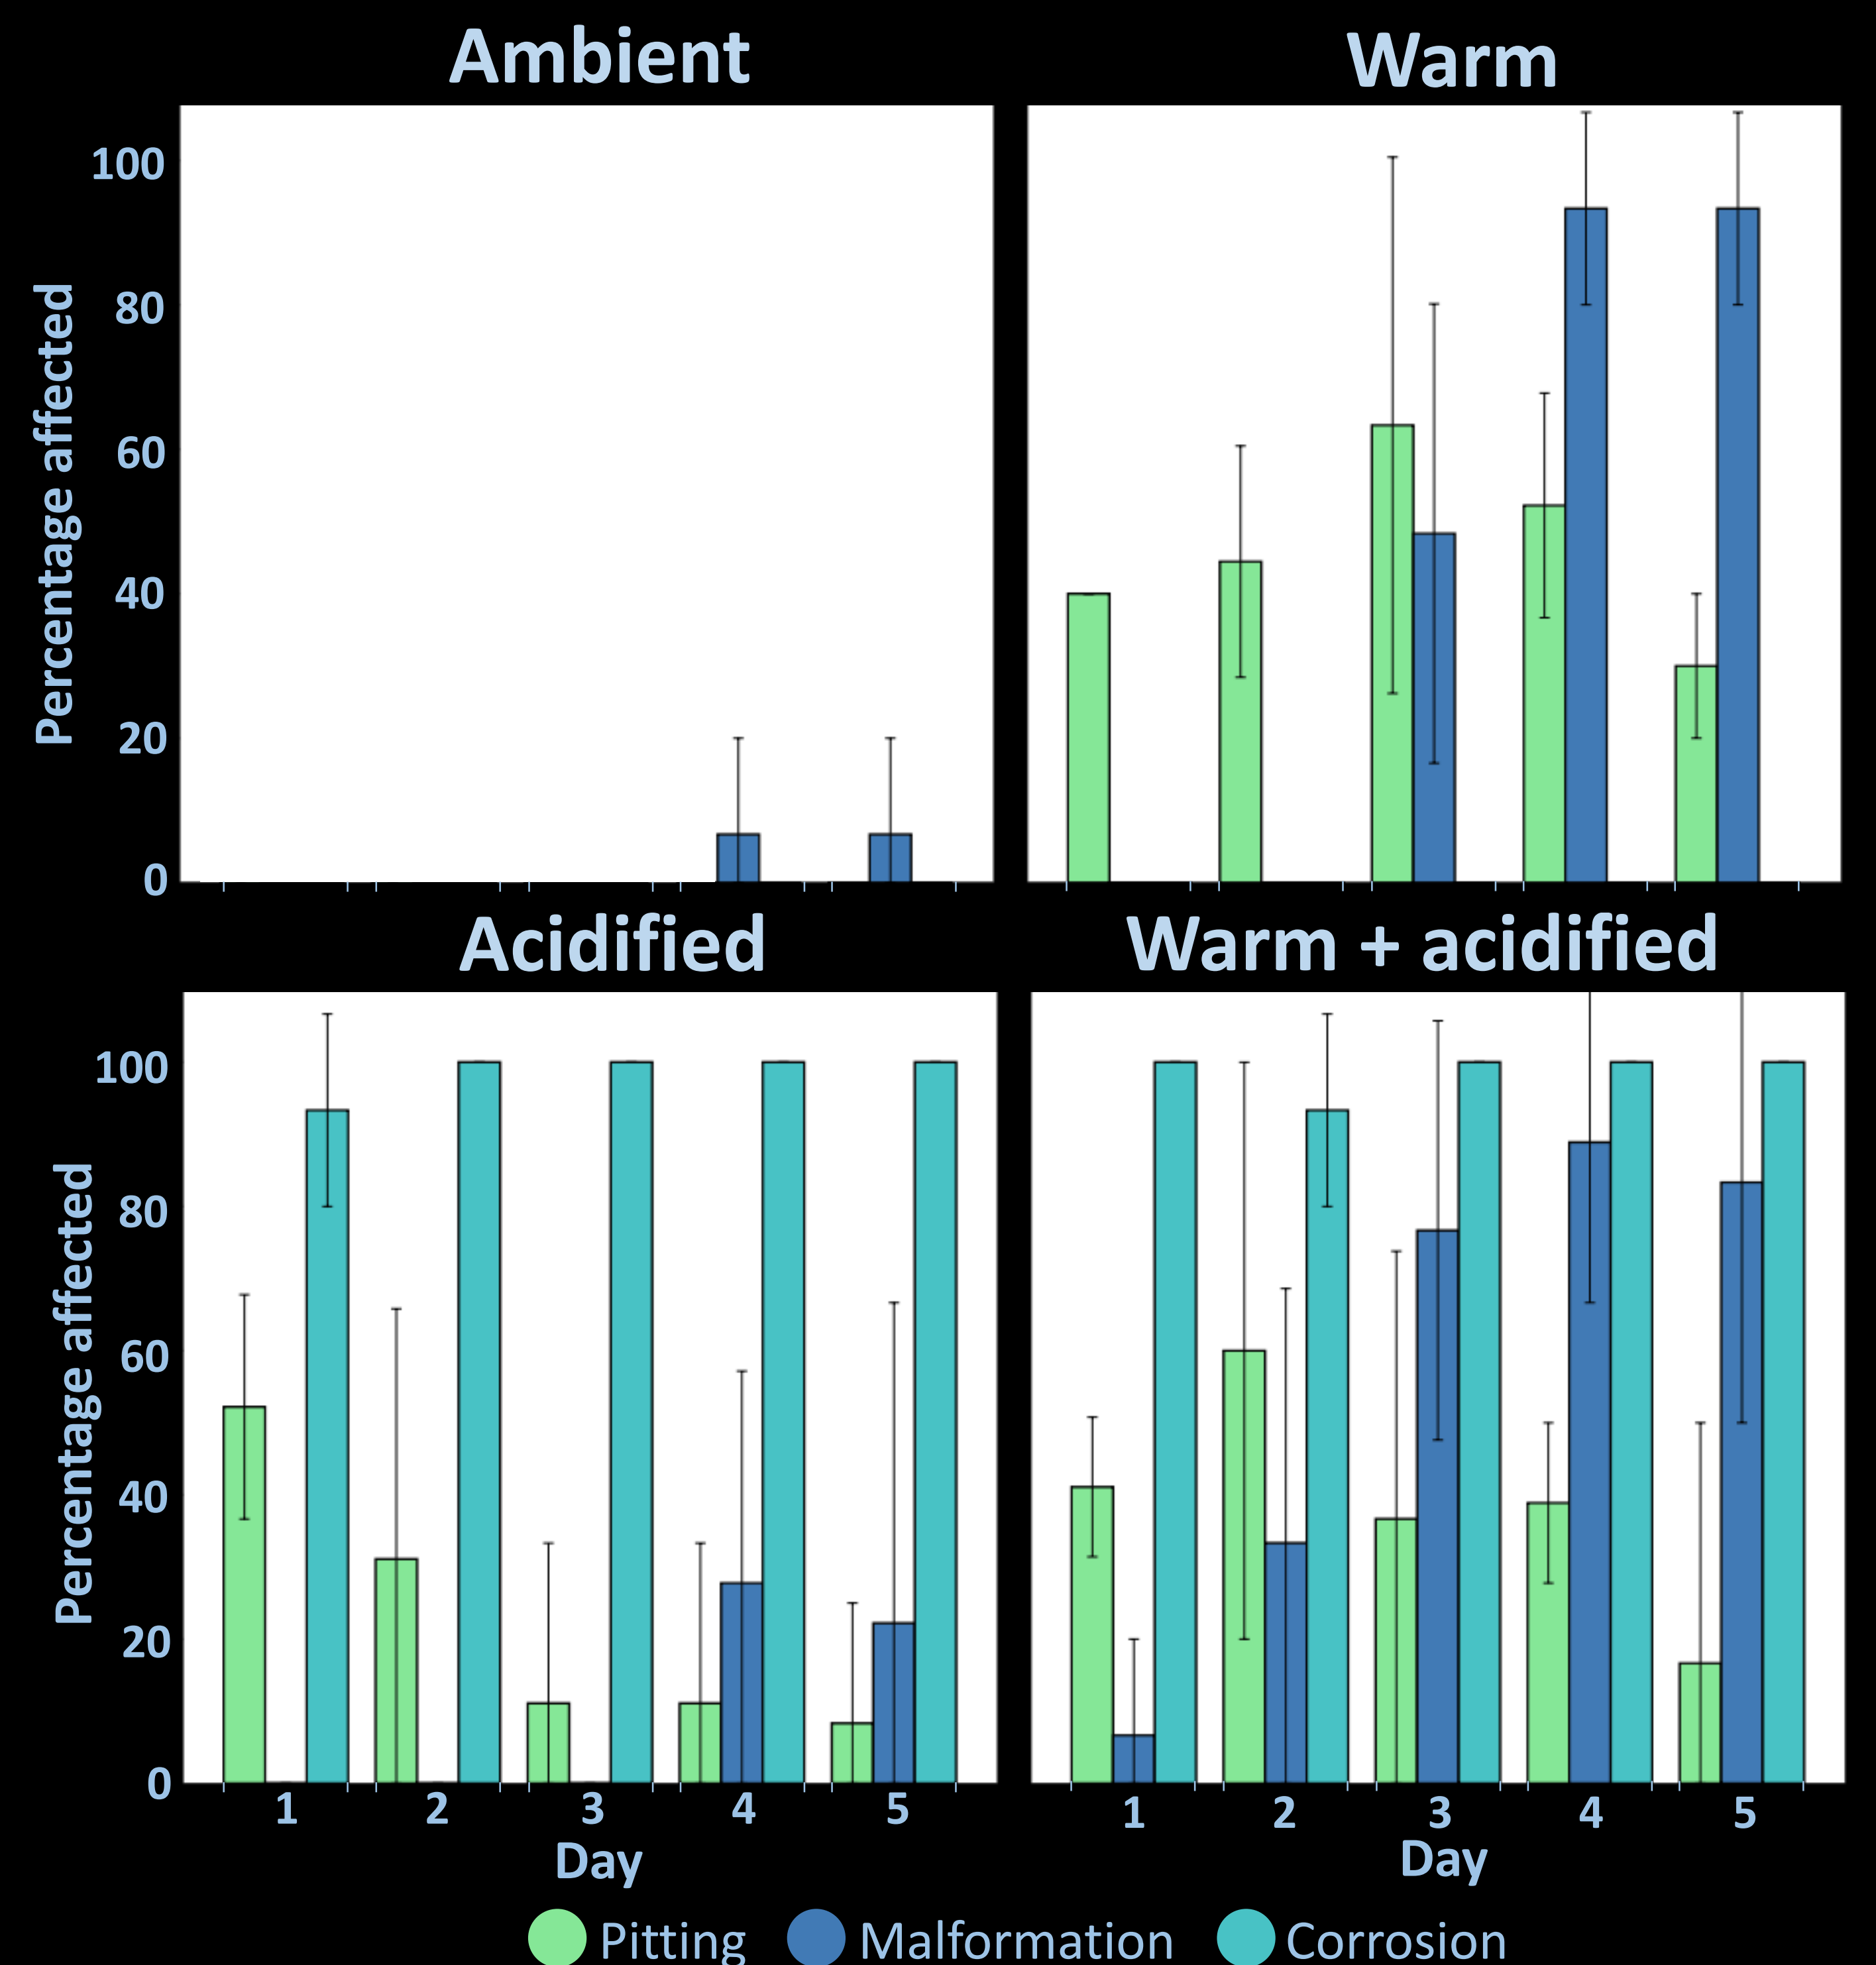 Ambient
Warm
Percentage affected
100
80
60
40
20
0
Acidified
Warm + acidified
Percentage affected
100
80
60
40
20
0
1 2 3 4 5
1 2 3 4 5
Day
Day
Pitting Malformation Corrosion